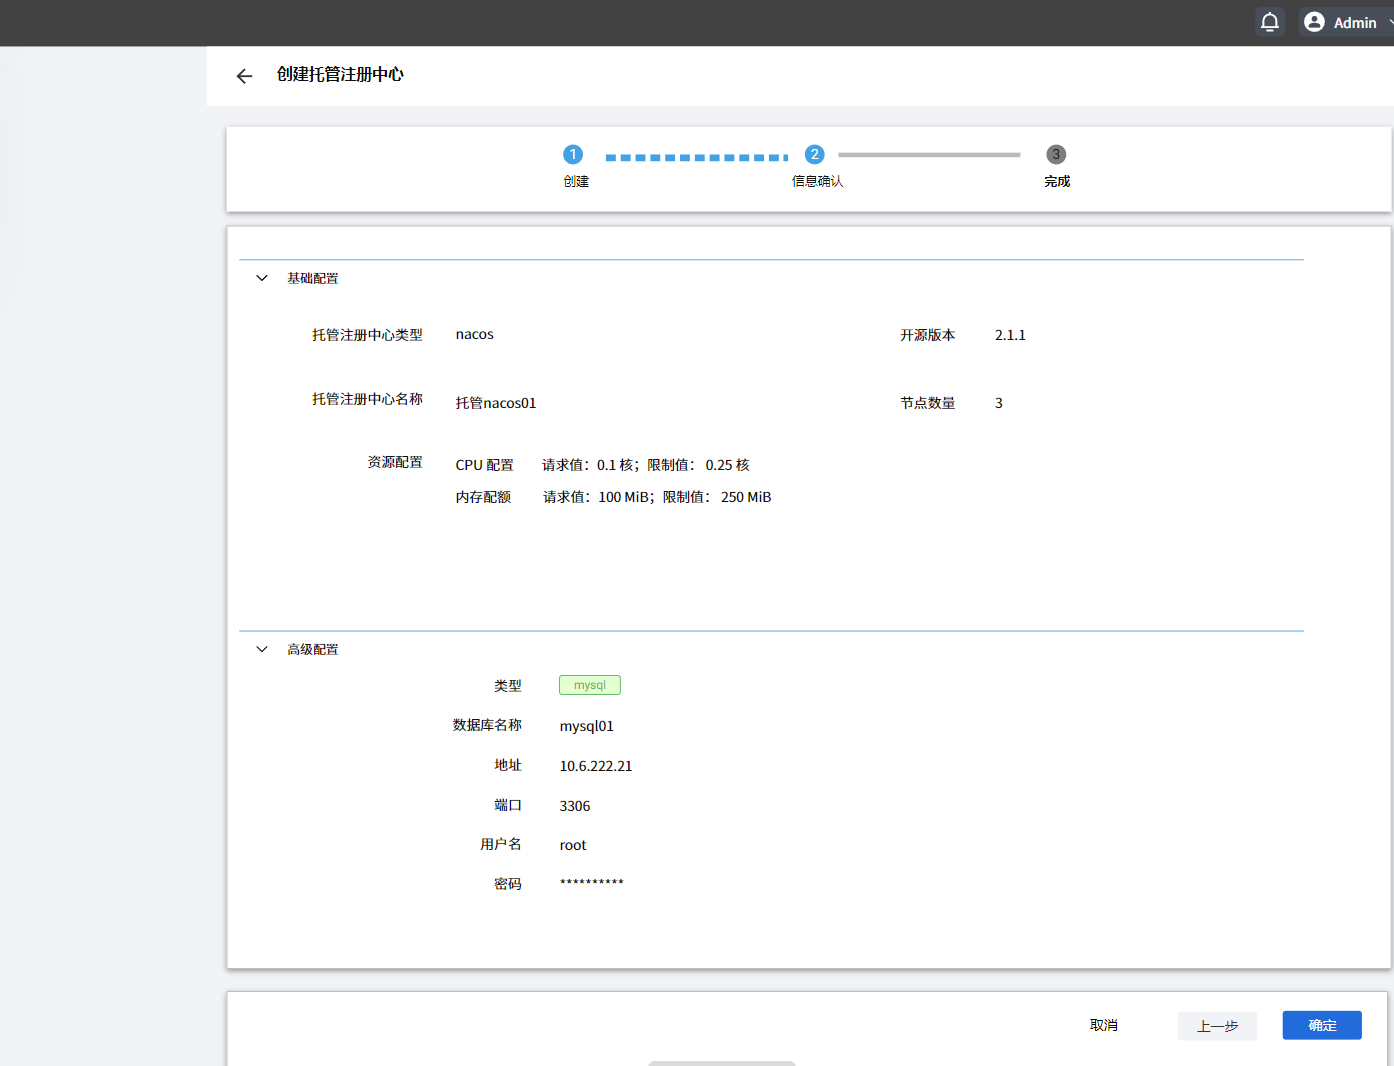 Admin
创建托管注册中心
1 2 3
创建 信息确认 完成
基础配置
托管注册中心类型 nacos 开源版本 2.1.1
托管注册中心名称 托管nacos01 节点数量 3
资源配置 CPU 配置 请求值：0.1 核；限制值： 0.25 核
内存配额 请求值：100 MiB；限制值： 250 MiB
高级配置
类型 mysql
数据库名称 mysql01
地址 10.6.222.21
端口 3306
用户名 root
密码 **********
取消 上一步 确定